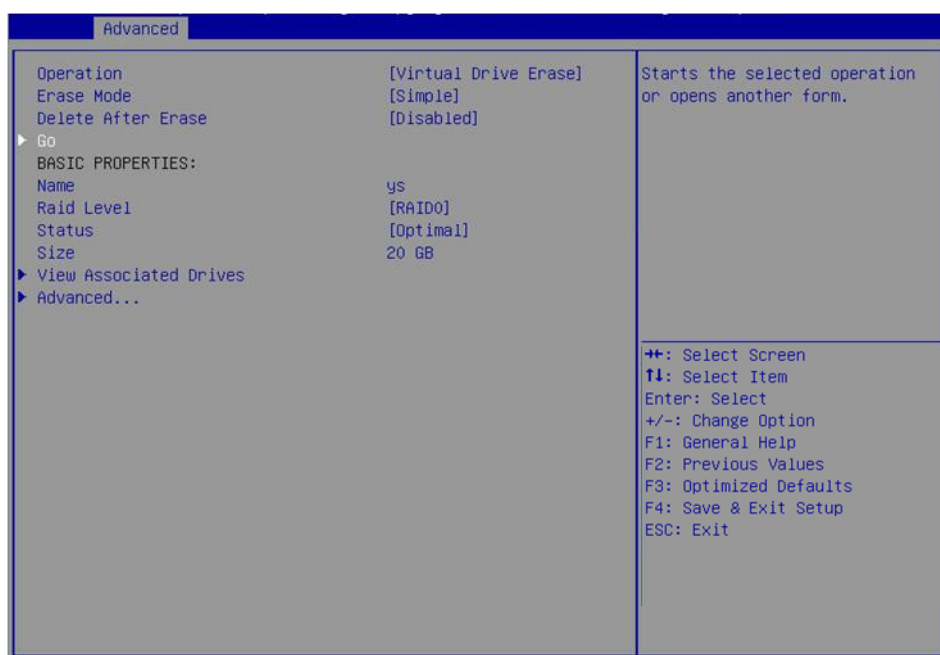 Advanced
Operation [Virtual Drive Erase]
Erase Mode [Simple]
Delete After Erase [Disabled]
Go
BASIC PROPERTIES:
Name ys
Raid Level [RAID0]
Status [Optimal]
Size 20 GB
View Associated Drives
Advanced...
Starts the selected operation
or opens another form.
→←: Select Screen
↑↓: Select Item
Enter: Select
+/-: Change Option
F1: General Help
F2: Previous Values
F3: Optimized Defaults
F4: Save & Exit Setup
ESC: Exit